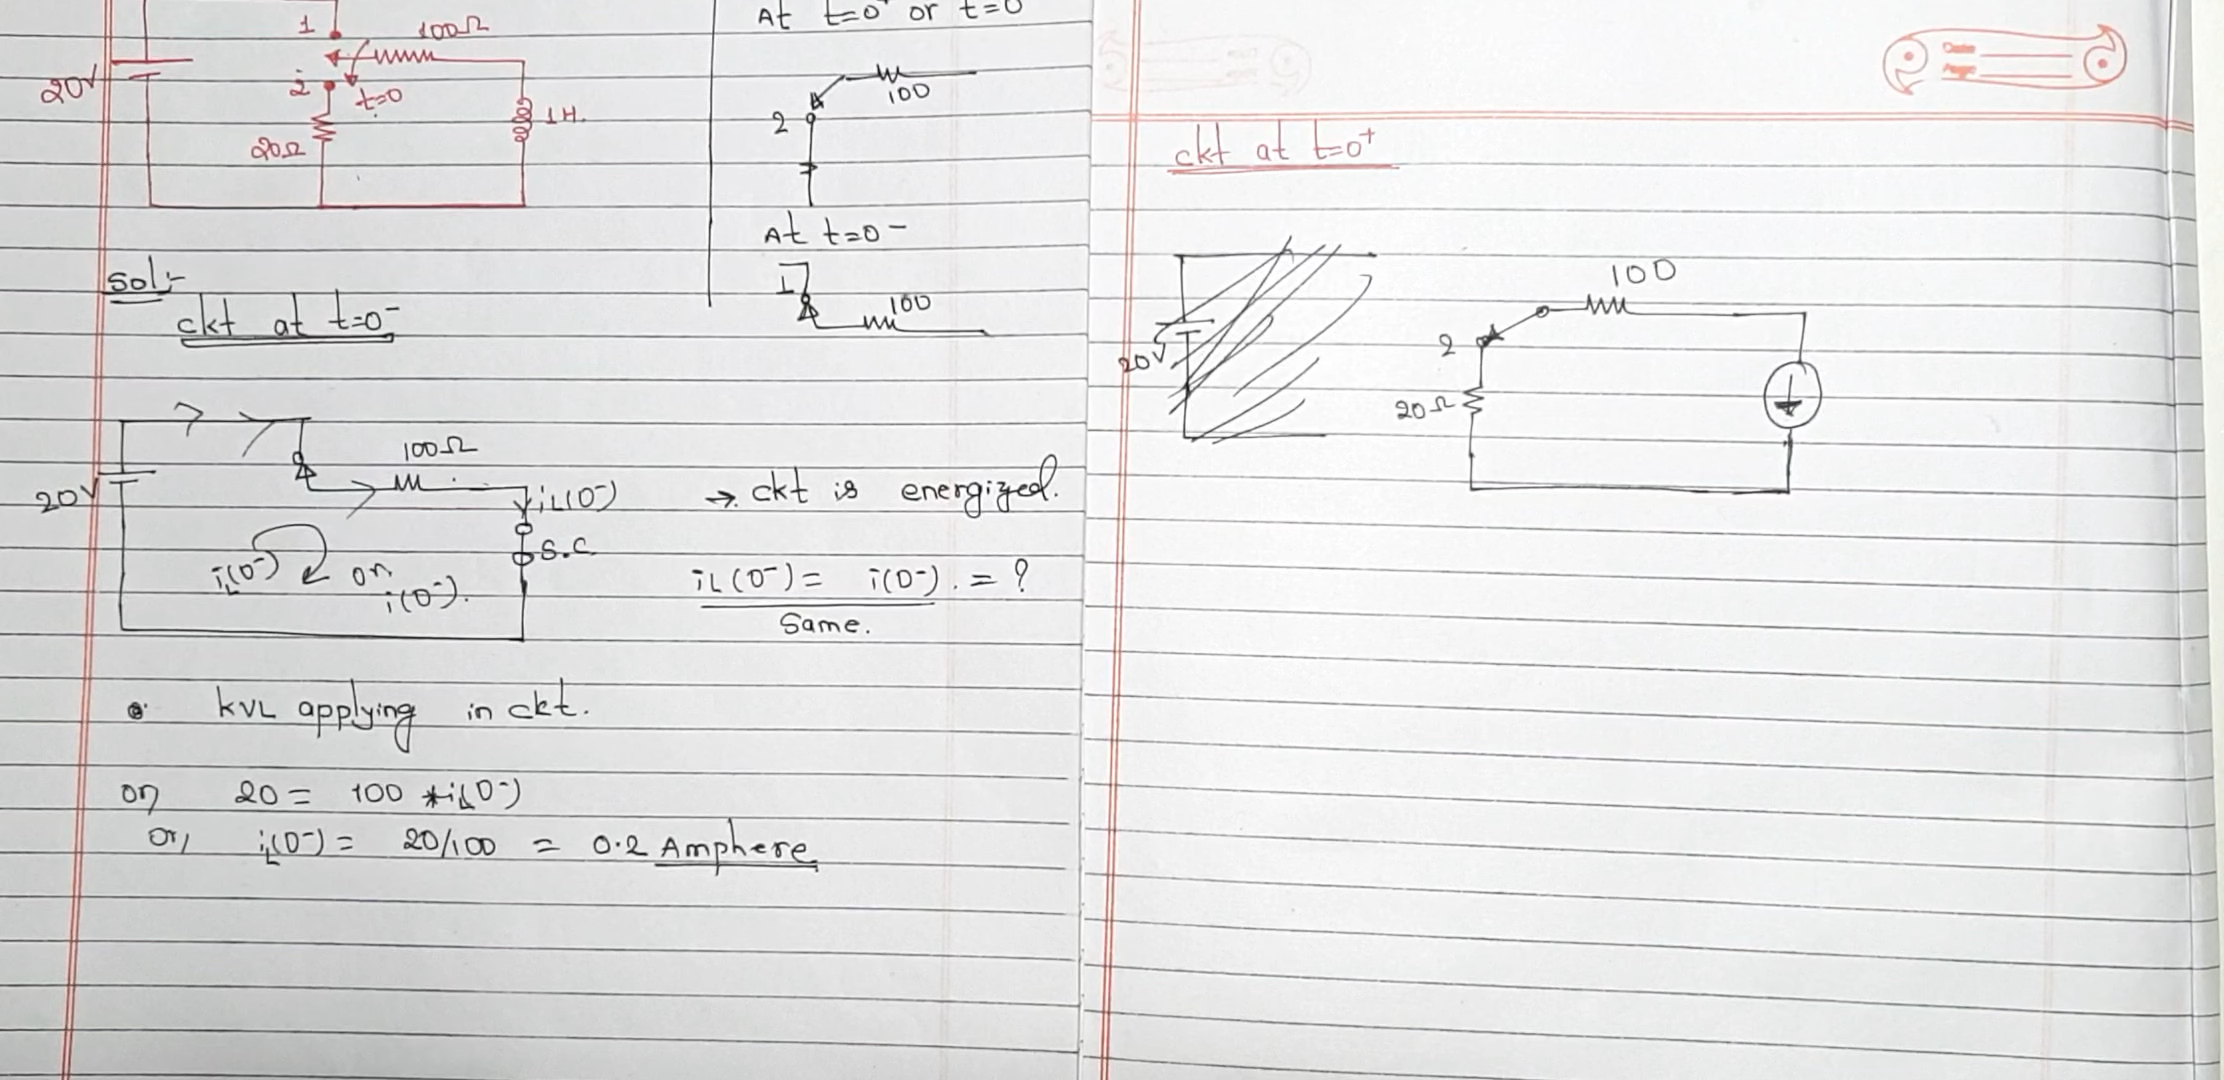 At t=0⁺ or t=0
1
100Ω
20V
2
t=0
20Ω
1H.
100
2
At t=0-
1
100
Sol:-
ckt at t=0-
100Ω
20V
iL(0-)
S.C
iL(0-) or
i(0-).
→ ckt is energized.
iL(0-) = i(0-). = ?
Same.
KVL applying in ckt.
or 20 = 100 *iL(0-)
or, iL(0-) = 20/100 = 0.2 Amphere
Date
ckt at t=0⁺
20V
100
2
20Ω